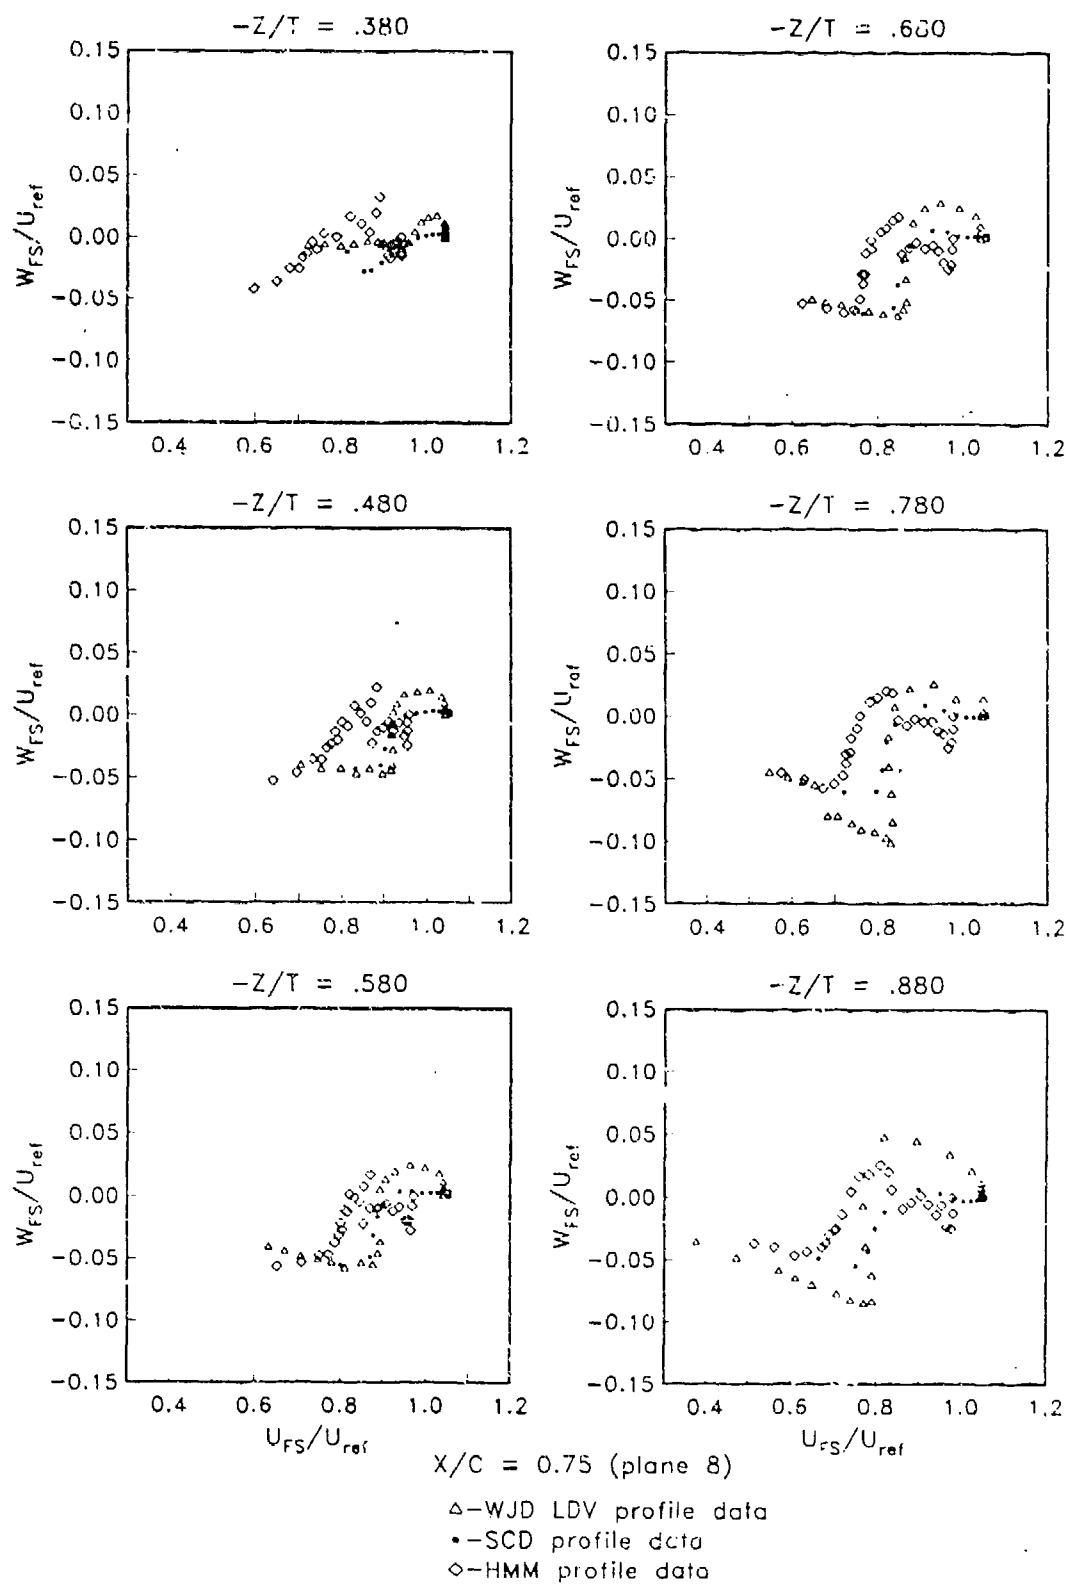 -Z/T = .380
0.15
0.10
0.05
0.00
-0.05
-0.10
-0.15
W_FS/U_ref
0.4 0.6 0.8 1.0 1.2
-Z/T = .680
0.15
0.10
0.05
0.00
-0.05
-0.10
-0.15
W_FS/U_ref
0.4 0.6 0.8 1.0 1.2
-Z/T = .480
0.15
0.10
0.05
0.00
-0.05
-0.10
-0.15
W_FS/U_ref
0.4 0.6 0.8 1.0 1.2
-Z/T = .780
0.15
0.10
0.05
0.00
-0.05
-0.10
-0.15
W_FS/U_ref
0.4 0.6 0.8 1.0 1.2
-Z/T = .580
0.15
0.10
0.05
0.00
-0.05
-0.10
-0.15
W_FS/U_ref
0.4 0.6 0.8 1.0 1.2
U_FS/U_ref
-Z/T = .880
0.15
0.10
0.05
0.00
-0.05
-0.10
-0.15
W_FS/U_ref
0.4 0.6 0.8 1.0 1.2
U_FS/U_ref
X/C = 0.75 (plane 8)
△-WJD LDV profile data
•-SCD profile data
◇-HMM profile data